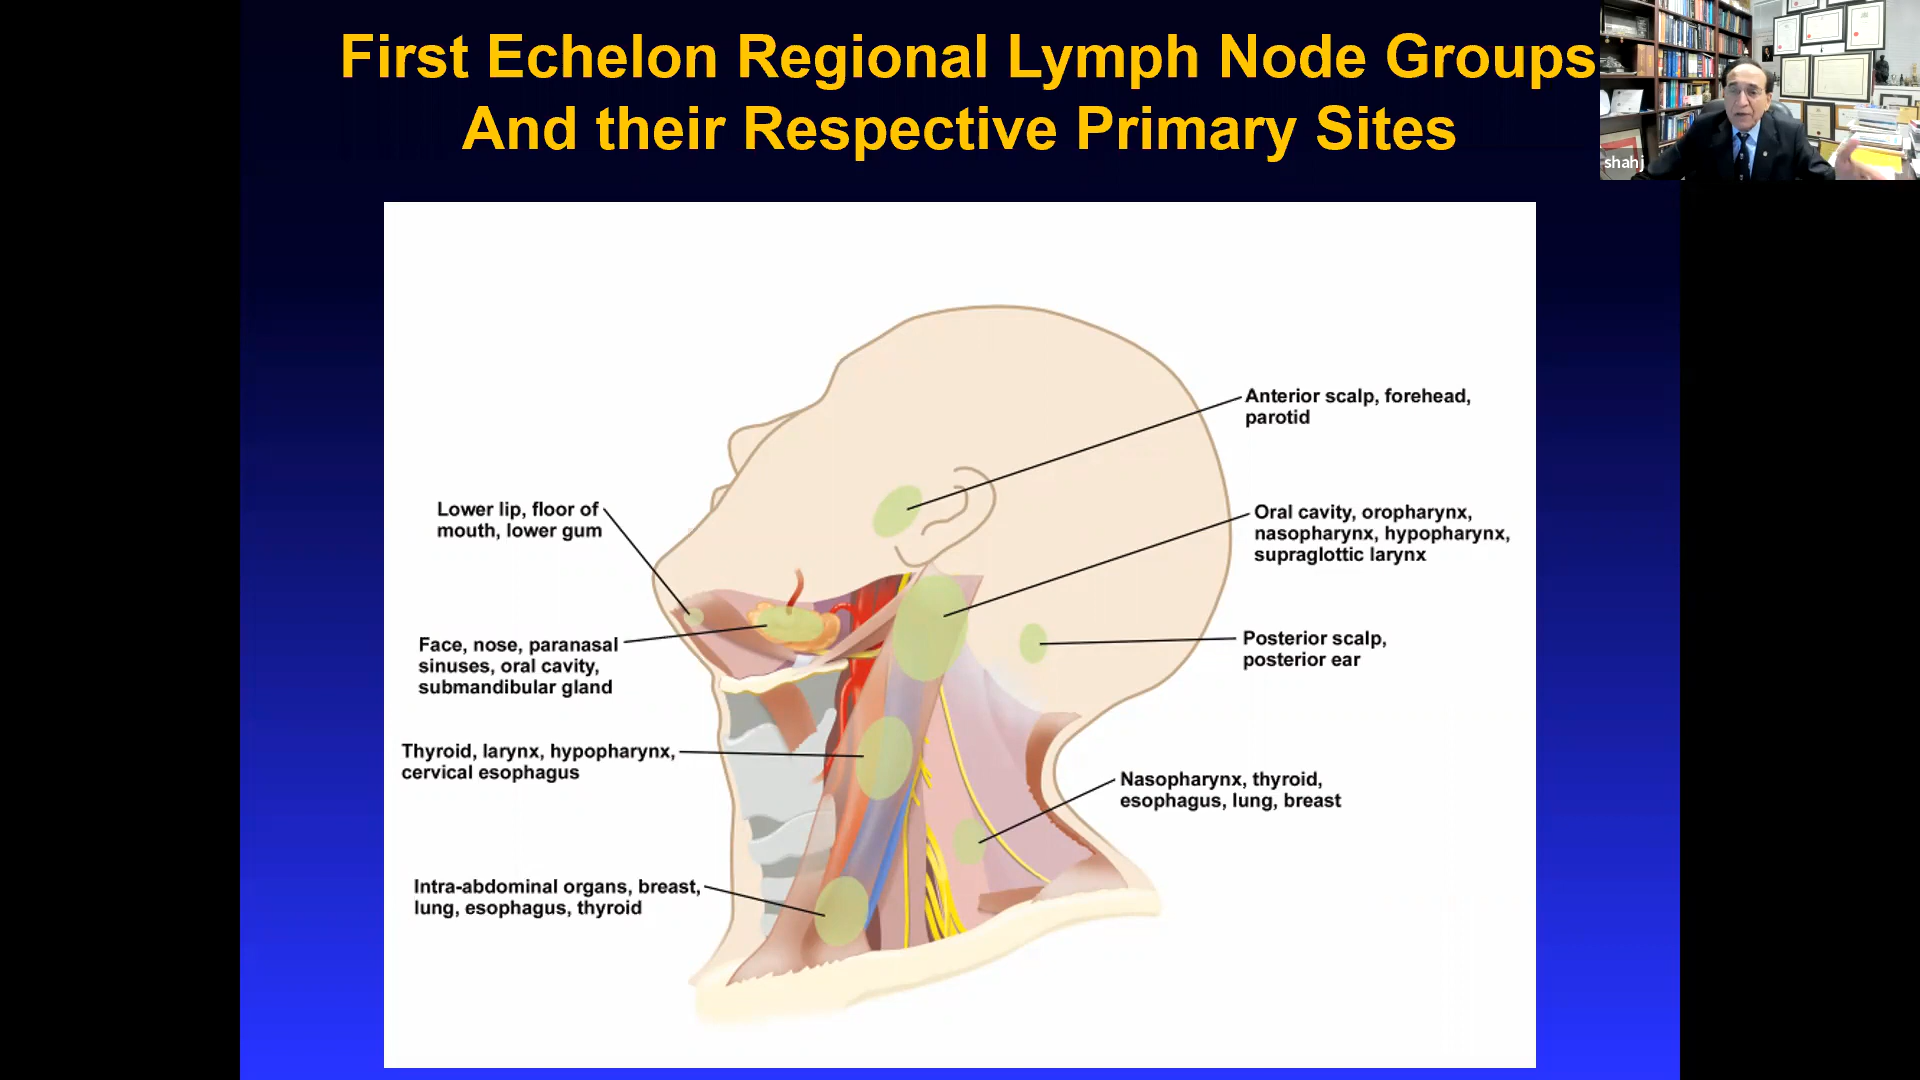 First Echelon Regional Lymph Node Groups
And their Respective Primary Sites
shahj
Anterior scalp, forehead,
parotid
Lower lip, floor of
mouth, lower gum
Oral cavity, oropharynx,
nasopharynx, hypopharynx,
supraglottic larynx
Face, nose, paranasal
sinuses, oral cavity,
submandibular gland
Posterior scalp,
posterior ear
Thyroid, larynx, hypopharynx,
cervical esophagus
Nasopharynx, thyroid,
esophagus, lung, breast
Intra-abdominal organs, breast,
lung, esophagus, thyroid